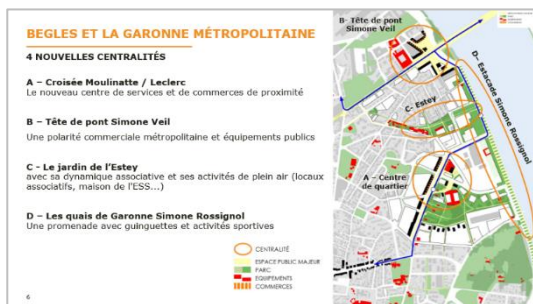 BEGLES ET LA GARONNE MÉTROPOLITAINE
4 NOUVELLES CENTRALITÉS
A – Croisée Moulinatte / Leclerc
Le nouveau centre de services et de commerces de proximité
B – Tête de pont Simone Veil
Une polarité commerciale métropolitaine et équipements publics
C - Le jardin de l'Estey
avec sa dynamique associative et ses activités de plein air (locaux
associatifs, maison de l'ESS...)
D – Les quais de Garonne Simone Rossignol
Une promenade avec guinguettes et activités sportives
CENTRALITÉ
ESPACE PUBLIC MAJEUR
PARC
EQUIPEMENTS
COMMERCES
6
B- Tête de pont
Simone Veil
D- Estacade Simone Rossignol
C- Estey
A – Centre
de quartier